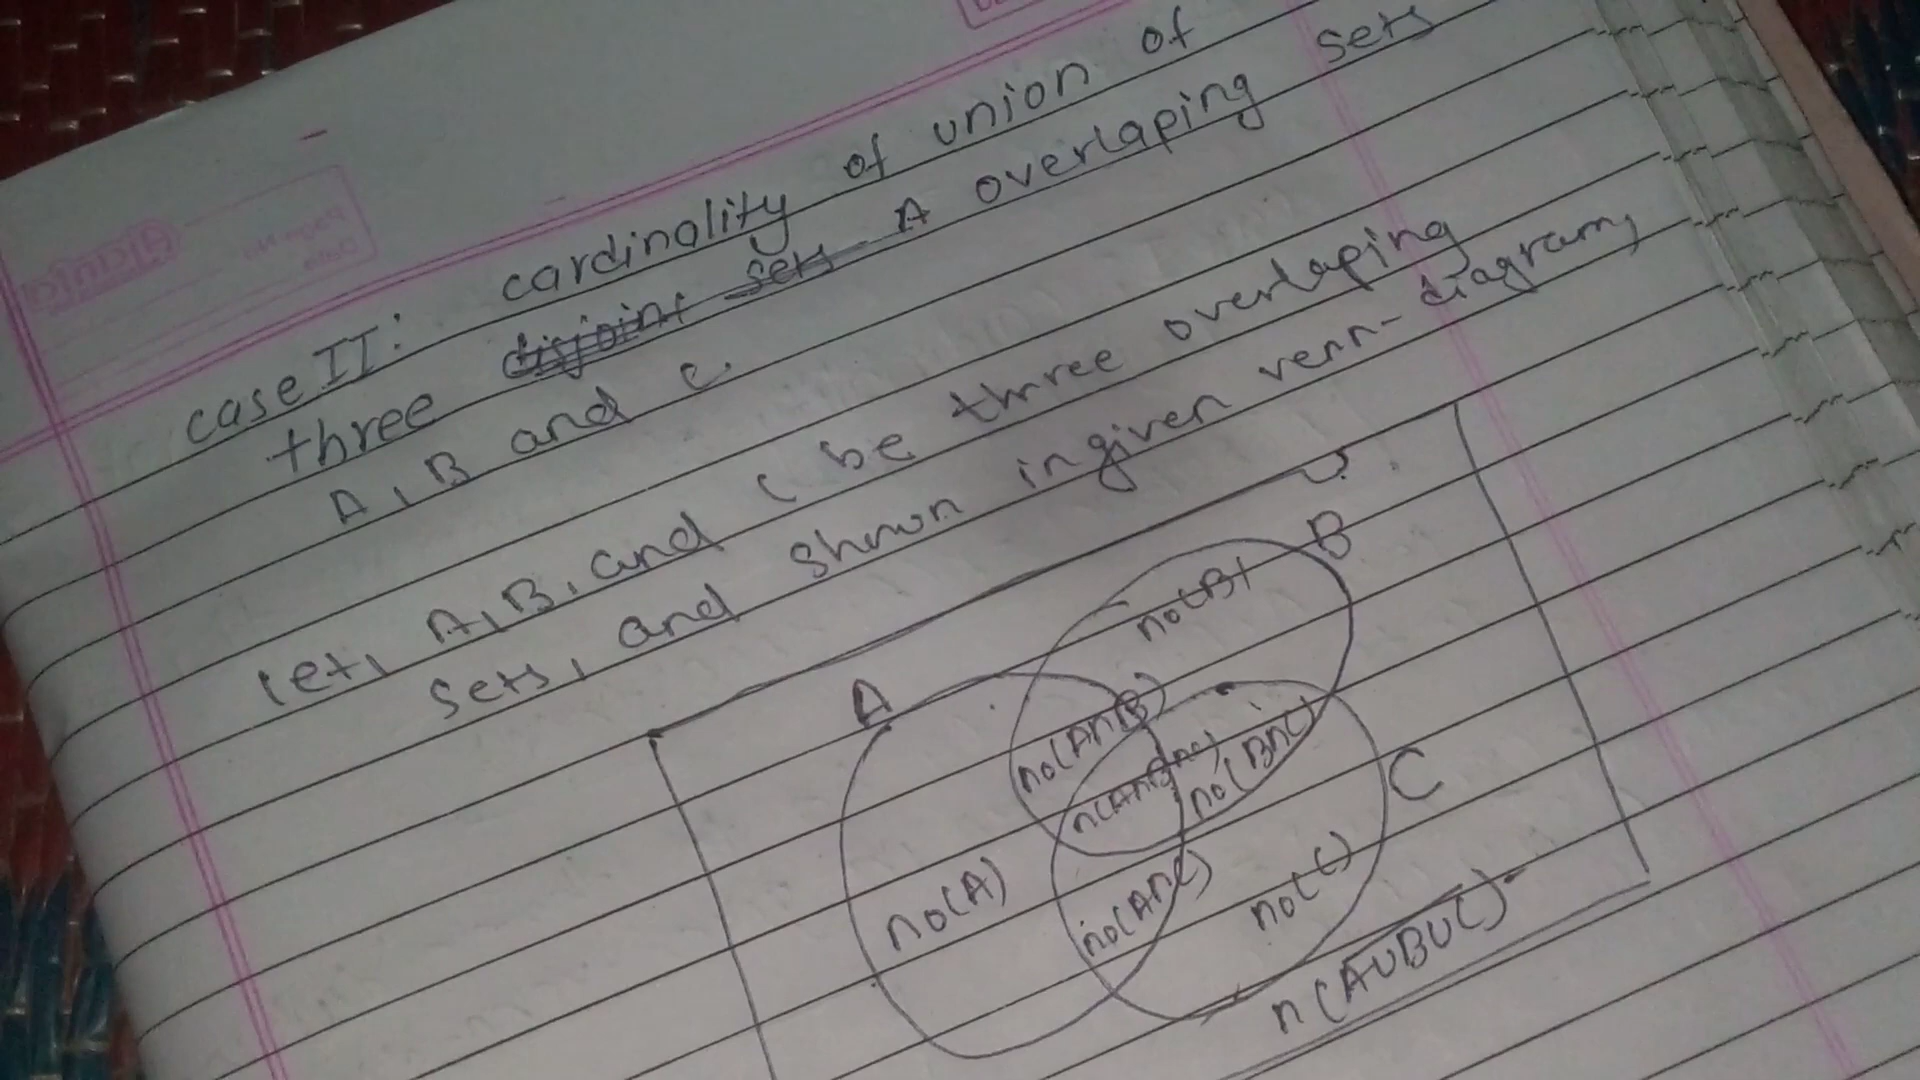 case II: cardinality of union of
three disjoint sets A overlaping sets
A, B and C.
let, A, B, and C be three overlaping
sets, and shown in given venn-diagram,
U
B
no(B)
A
no(A∩B)
n(A∩B∩C)
no(B∩C)
C
no(A)
no(A∩C)
no(C)
n(A∪B∪C)